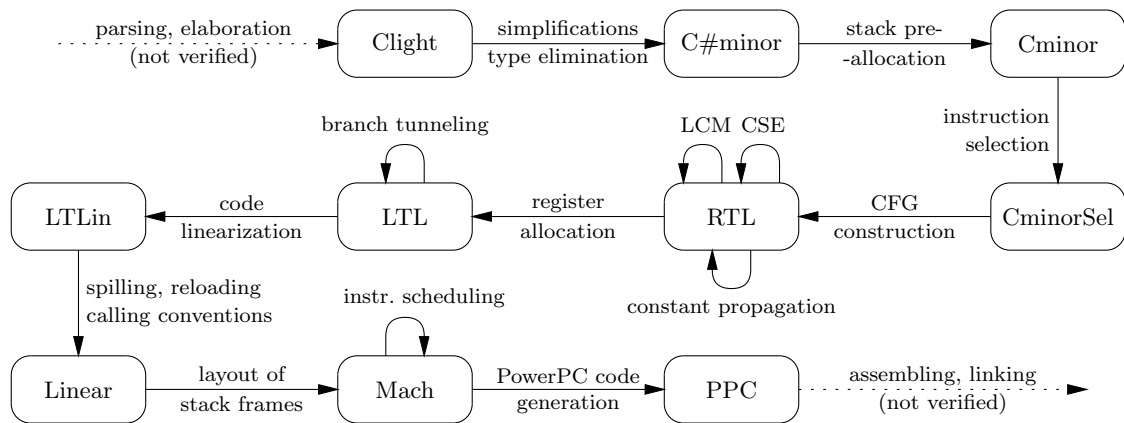 parsing, elaboration
(not verified)
Clight
simplifications
type elimination
C#minor
stack pre-
-allocation
Cminor
instruction
selection
CminorSel
CFG
construction
RTL
LCM CSE
constant propagation
register
allocation
LTL
branch tunneling
code
linearization
LTLin
spilling, reloading
calling conventions
Linear
layout of
stack frames
Mach
instr. scheduling
PowerPC code
generation
PPC
assembling, linking
(not verified)